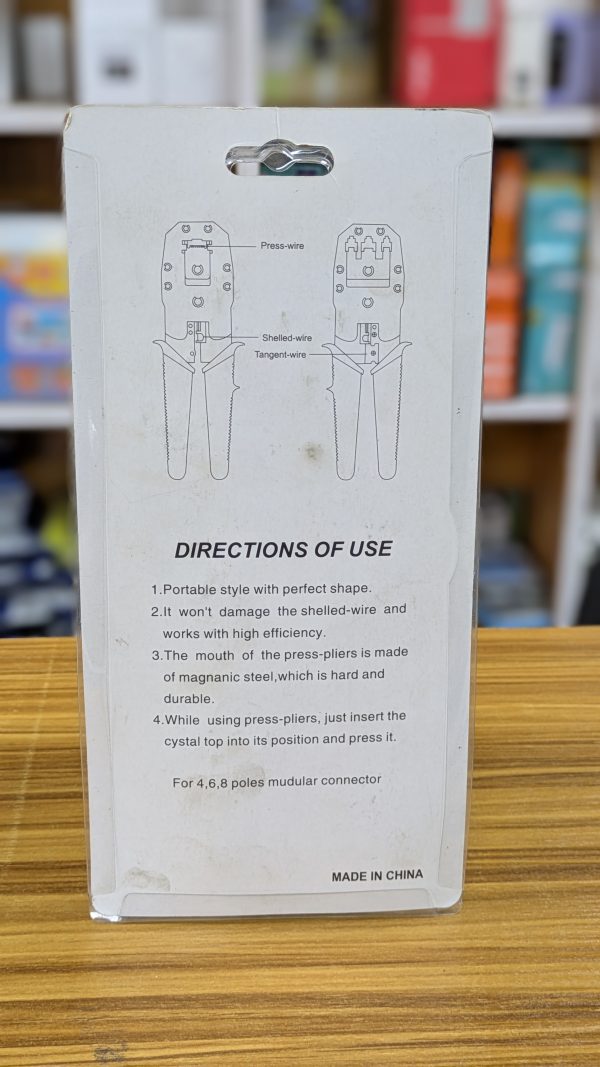 Press-wire
Shelled-wire
Tangent-wire
DIRECTIONS OF USE
1.Portable style with perfect shape.
2.It won't damage the shelled-wire and
works with high efficiency.
3.The mouth of the press-pliers is made
of magnanic steel,which is hard and
durable.
4.While using press-pliers, just insert the
cystal top into its position and press it.
For 4,6,8 poles mudular connector
MADE IN CHINA